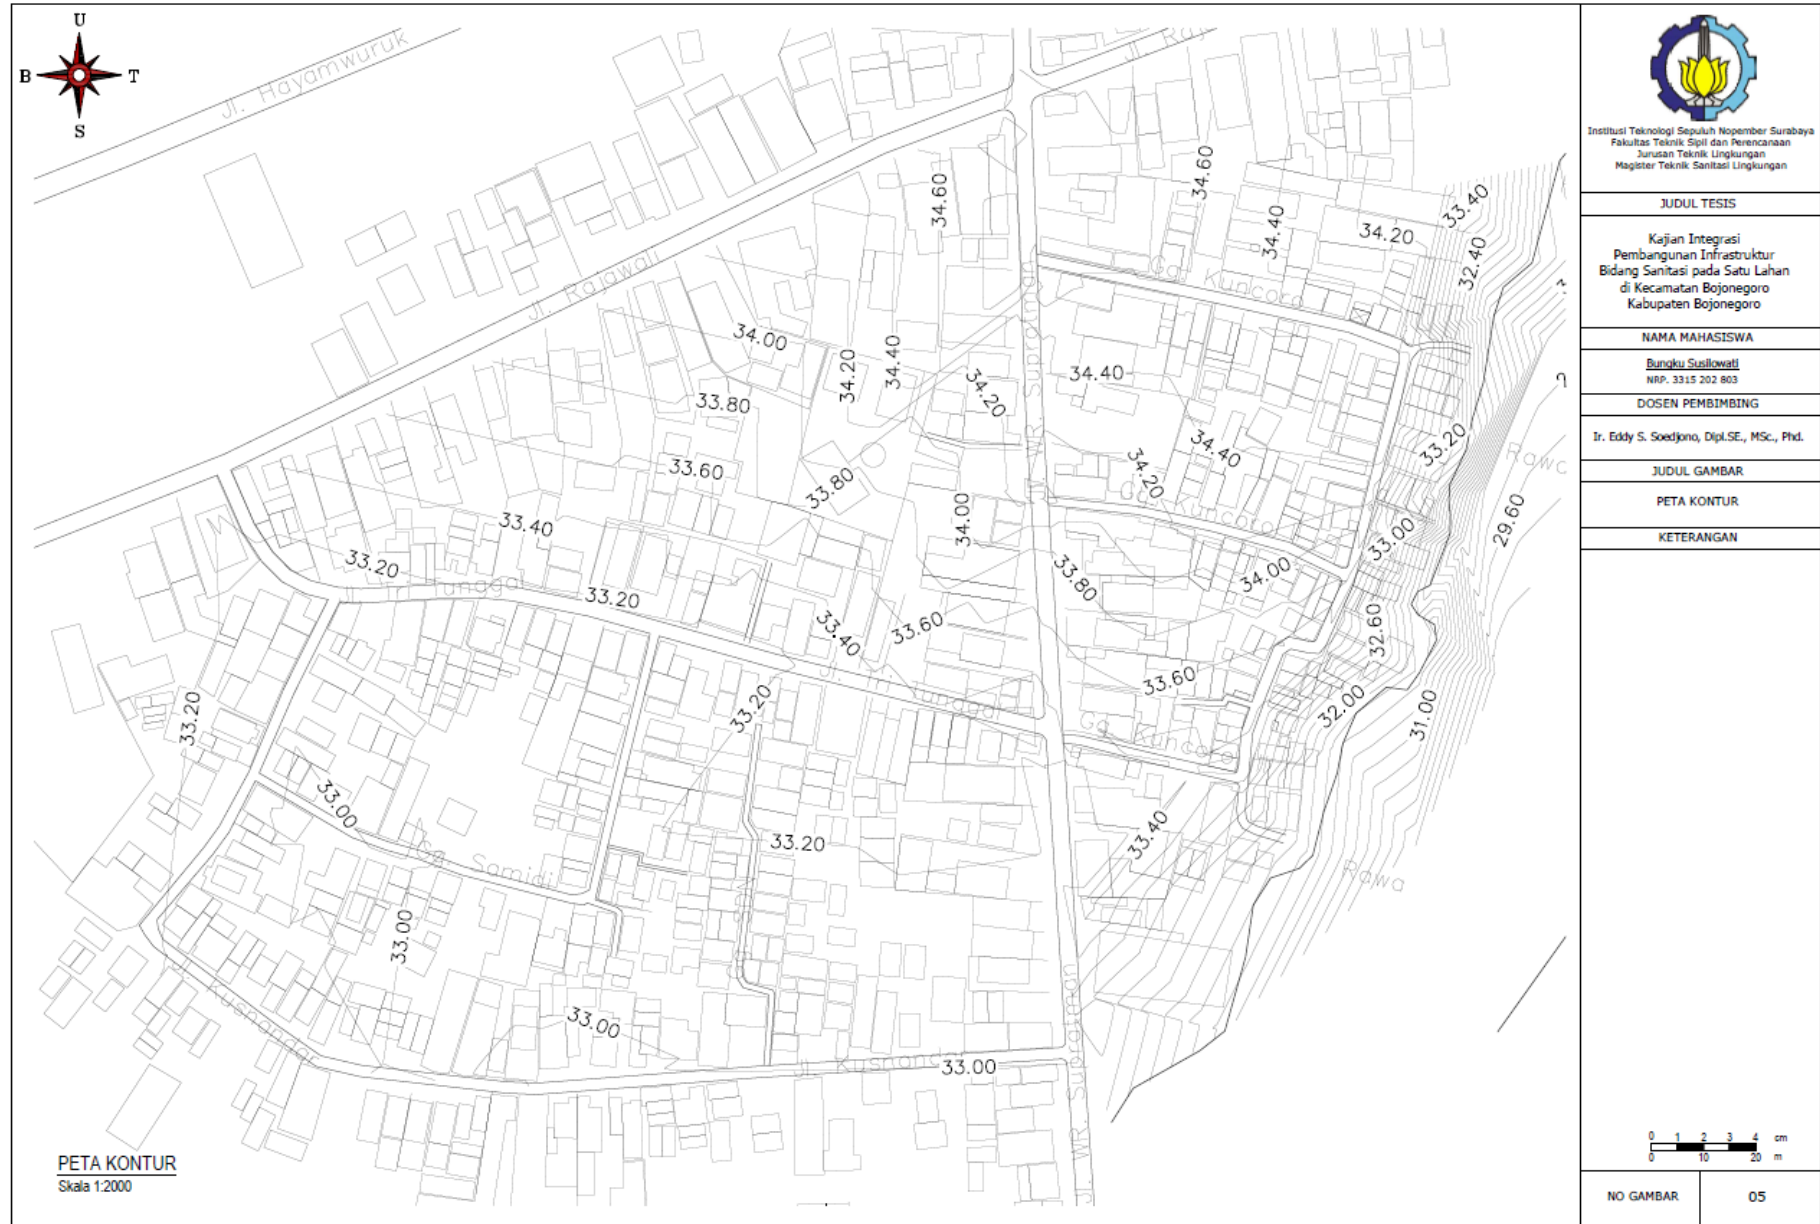 U
B
T
S
Jl. Hayamwuruk
Jl. Rajawali
34.60
34.60
34.40
34.20
33.40
32.40
Gg. Kuncoro
Jl. WR. Supratman
34.00
34.20
34.40
34.20
34.40
33.80
34.40
34.20
33.20
33.60
33.80
34.00
Gg. Kuncoro
33.00
29.60
Rawa
33.40
33.20
33.20
33.80
34.00
33.40
33.60
32.60
33.60
33.20
33.20
32.00
31.00
Gg. Kuncoro
33.00
33.20
33.40
Rawa
Gg. Samidi
33.00
Jl. Kusnandar
33.00
Jl. Kusnandar
33.00
Jl. WR. Supratman
PETA KONTUR
Skala 1:2000
Institusi Teknologi Sepuluh Nopember Surabaya
Fakultas Teknik Sipil dan Perencanaan
Jurusan Teknik Lingkungan
Magister Teknik Sanitasi Lingkungan
JUDUL TESIS
Kajian Integrasi
Pembangunan Infrastruktur
Bidang Sanitasi pada Satu Lahan
di Kecamatan Bojonegoro
Kabupaten Bojonegoro
NAMA MAHASISWA
Bungku Susilowati
NRP. 3315 202 803
DOSEN PEMBIMBING
Ir. Eddy S. Soedjono, Dipl.SE., MSc., Phd.
JUDUL GAMBAR
PETA KONTUR
KETERANGAN
0 1 2 3 4 cm
0 10 20 m
NO GAMBAR
05